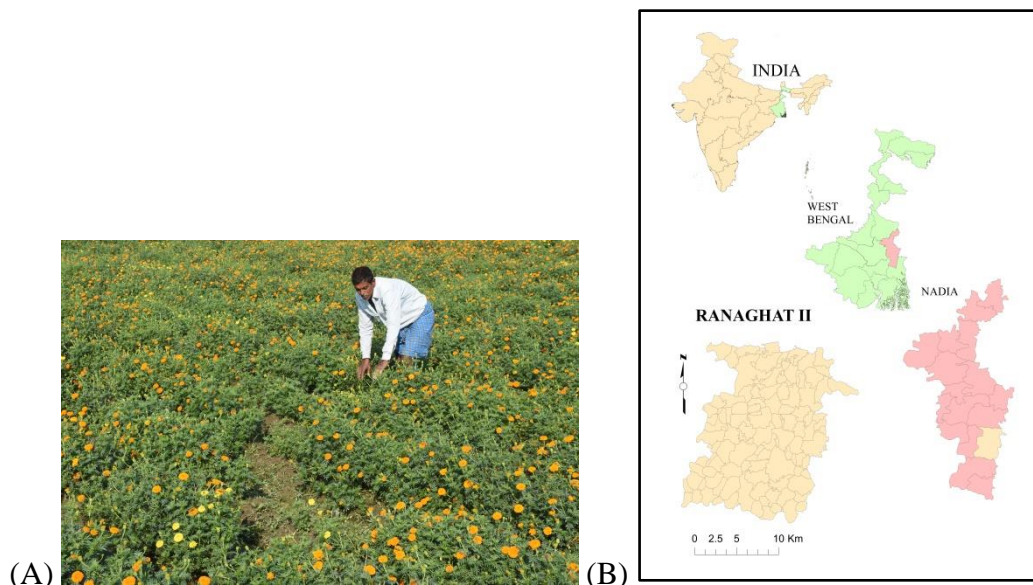 INDIA
WEST
BENGAL
NADIA
RANAGHAT II
N
0 2.5 5 10 Km
(A)
(B)